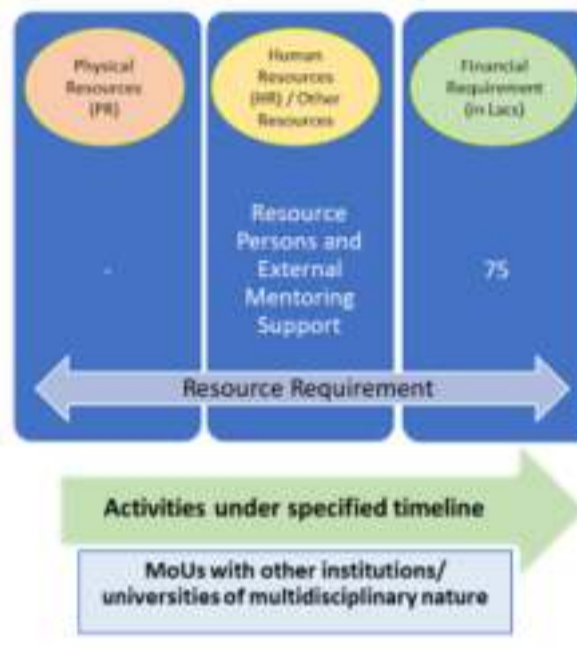 Physical
Resources
(PR)
Human
Resources
(HR) / Other
Resources
Financial
Requirement
(in Lacs)
-
Resource
Persons and
External
Mentoring
Support
75
Resource Requirement
Activities under specified timeline
MoUs with other institutions/
universities of multidisciplinary nature